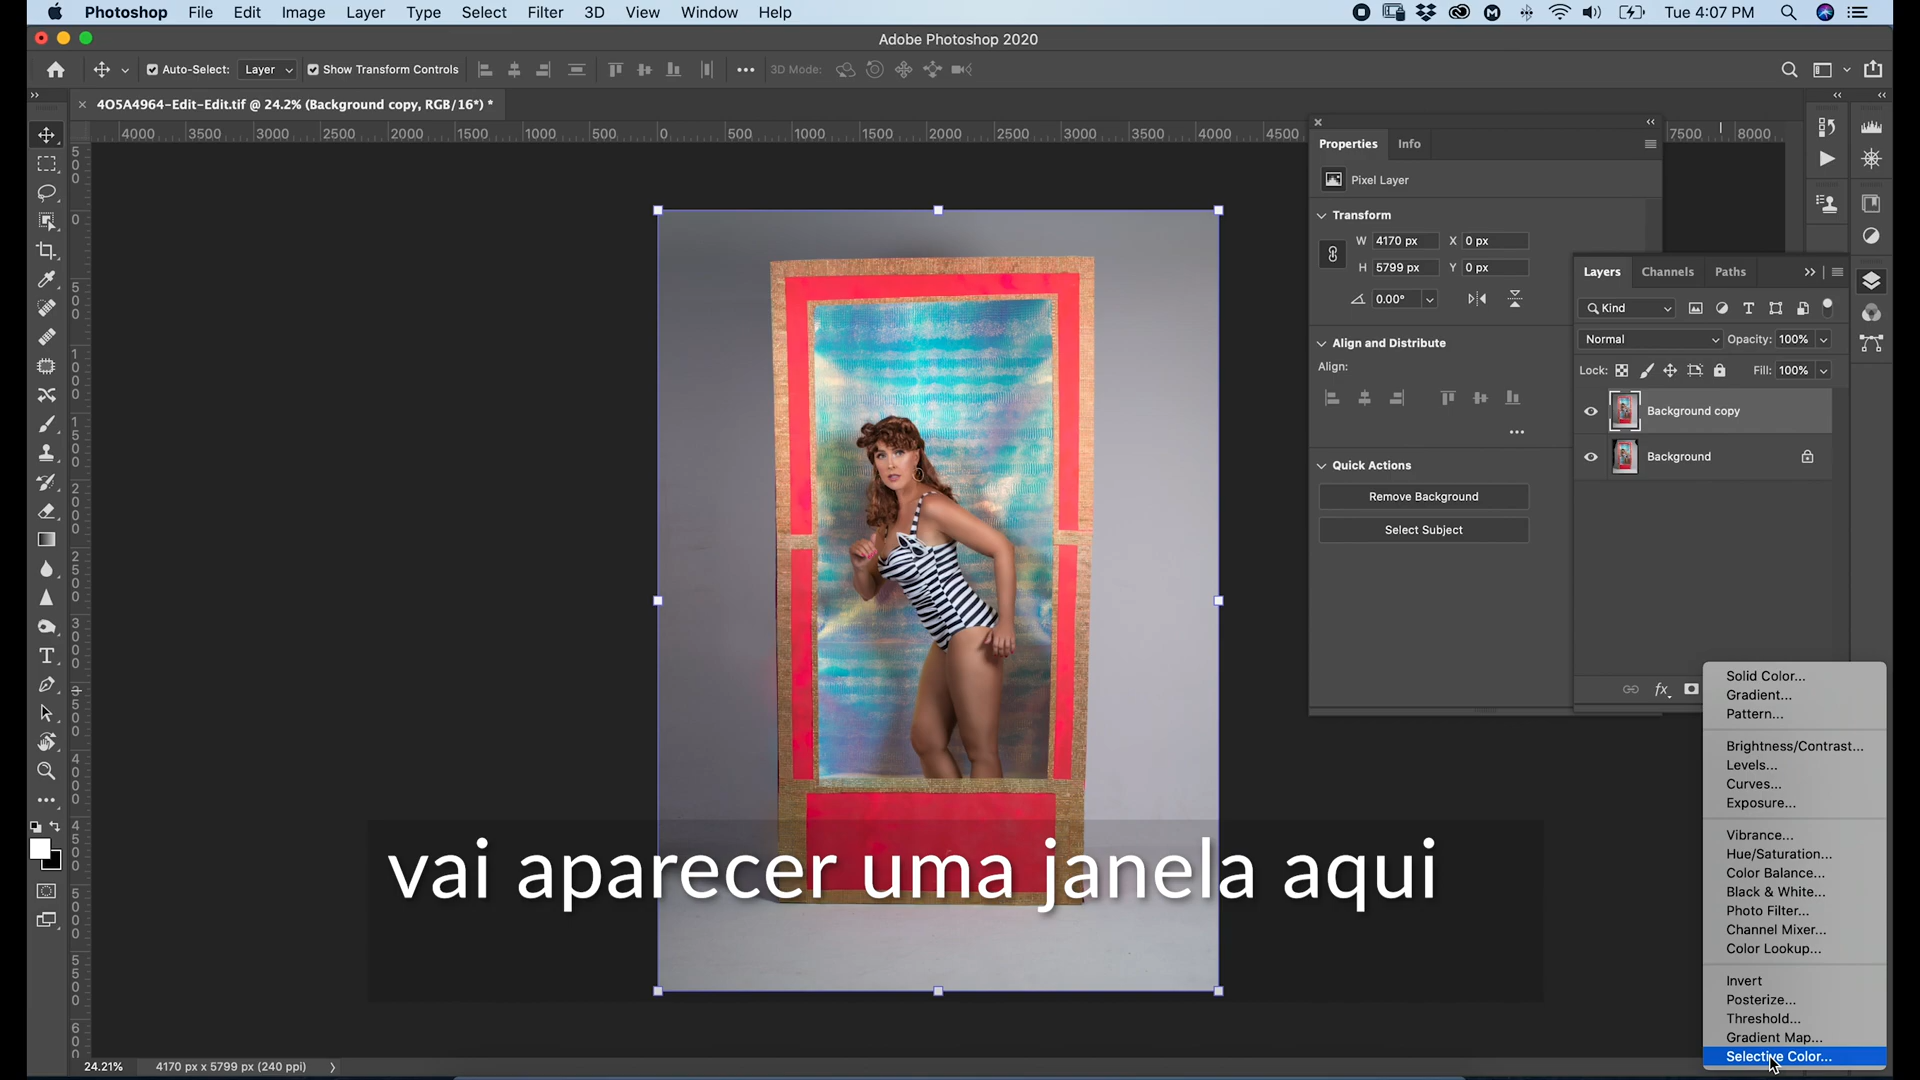 Photoshop File Edit Image Layer Type Select Filter 3D View Window Help Tue 4:07 PM
Adobe Photoshop 2020
Auto-Select: Layer Show Transform Controls 3D Mode:
4O5A4964-Edit-Edit.tif @ 24.2% (Background copy, RGB/16*) *
4000 3500 3000 2500 2000 1500 1000 500 0 500 1000 1500 2000 2500 3000 3500 4000 4500 7500 8000
Properties Info
Pixel Layer
Transform
W 4170 px X 0 px
H 5799 px Y 0 px
0.00°
Align and Distribute
Align:
Quick Actions
Remove Background
Select Subject
Layers Channels Paths
Kind
Normal Opacity: 100%
Lock: Fill: 100%
Background copy
Background
fx
Solid Color...
Gradient...
Pattern...
Brightness/Contrast...
Levels...
Curves...
Exposure...
Vibrance...
Hue/Saturation...
Color Balance...
Black & White...
Photo Filter...
Channel Mixer...
Color Lookup...
Invert
Posterize...
Threshold...
Gradient Map...
Selective Color...
vai aparecer uma janela aqui
24.21% 4170 px x 5799 px (240 ppi)